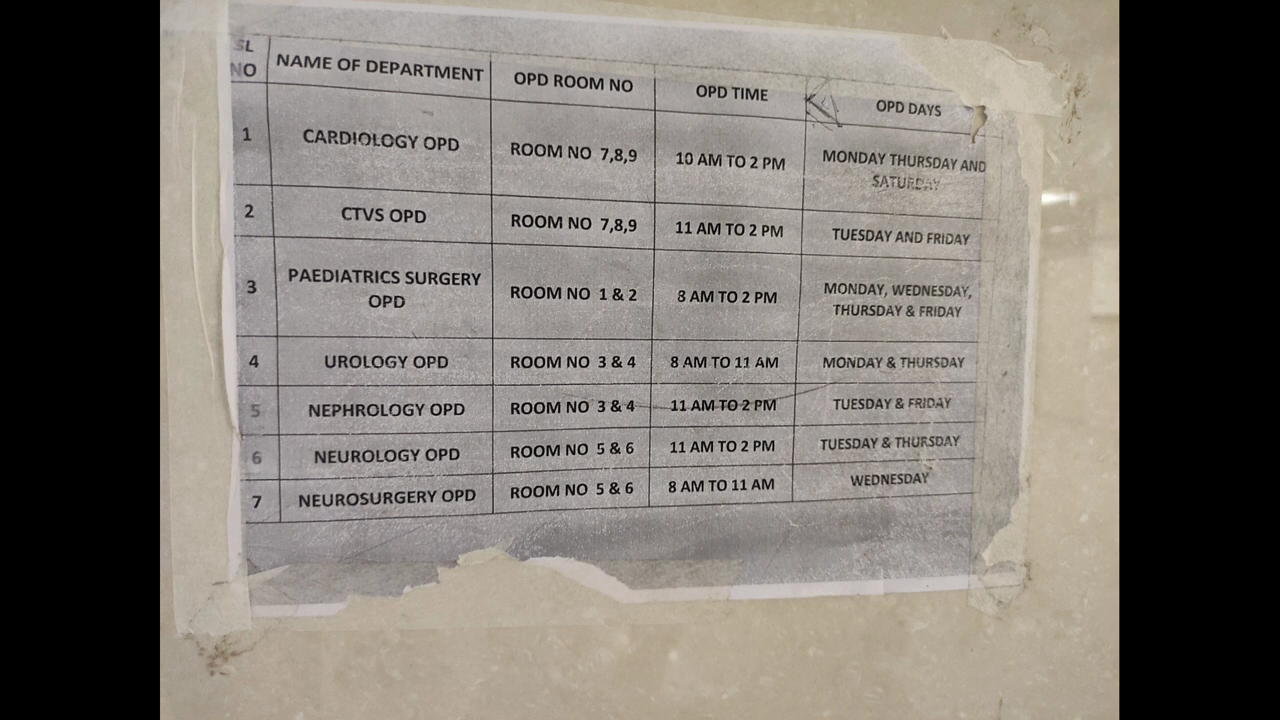 SL NO NAME OF DEPARTMENT OPD ROOM NO OPD TIME OPD DAYS
1 CARDIOLOGY OPD ROOM NO 7,8,9 10 AM TO 2 PM MONDAY THURSDAY AND SATURDAY
2 CTVS OPD ROOM NO 7,8,9 11 AM TO 2 PM TUESDAY AND FRIDAY
3 PAEDIATRICS SURGERY OPD ROOM NO 1 & 2 8 AM TO 2 PM MONDAY, WEDNESDAY, THURSDAY & FRIDAY
4 UROLOGY OPD ROOM NO 3 & 4 8 AM TO 11 AM MONDAY & THURSDAY
5 NEPHROLOGY OPD ROOM NO 3 & 4 11 AM TO 2 PM TUESDAY & FRIDAY
6 NEUROLOGY OPD ROOM NO 5 & 6 11 AM TO 2 PM TUESDAY & THURSDAY
7 NEUROSURGERY OPD ROOM NO 5 & 6 8 AM TO 11 AM WEDNESDAY